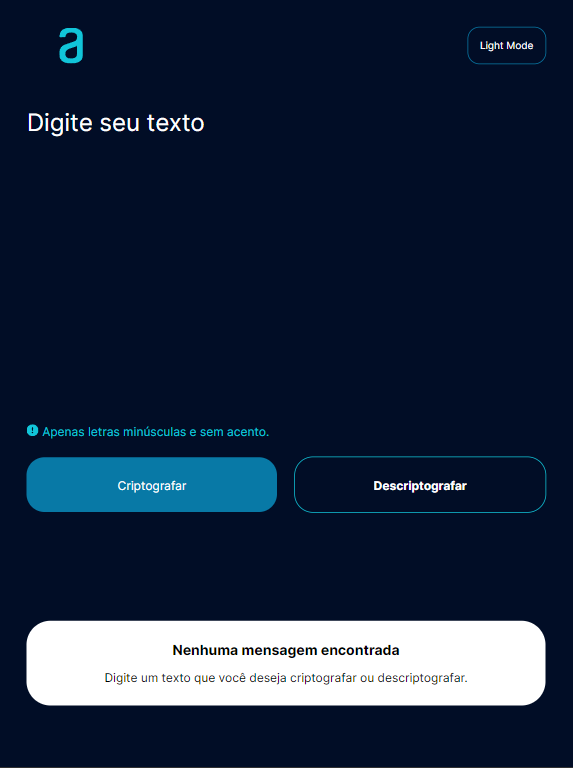 a
Light Mode
Digite seu texto
Apenas letras minúsculas e sem acento.
Criptografar
Descriptografar
Nenhuma mensagem encontrada
Digite um texto que você deseja criptografar ou descriptografar.